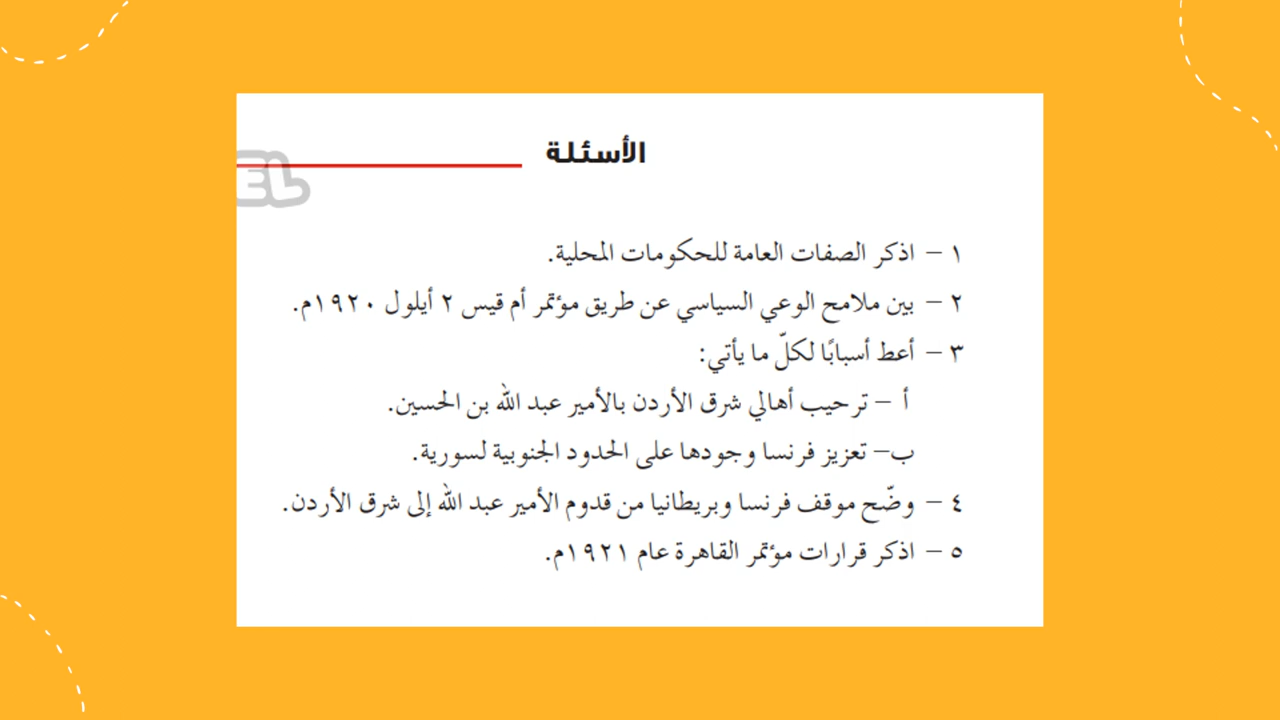 الأسئلة
EL
١ – اذكر الصفات العامة للحكومات المحلية.
٢ – بين ملامح الوعي السياسي عن طريق مؤتمر أم قيس ٢ أيلول ١٩٢٠م.
٣ – أعط أسبابًا لكلّ ما يأتي:
أ – ترحيب أهالي شرق الأردن بالأمير عبد الله بن الحسين.
ب– تعزيز فرنسا وجودها على الحدود الجنوبية لسورية.
٤ – وضّح موقف فرنسا وبريطانيا من قدوم الأمير عبد الله إلى شرق الأردن.
٥ – اذكر قرارات مؤتمر القاهرة عام ١٩٢١م.